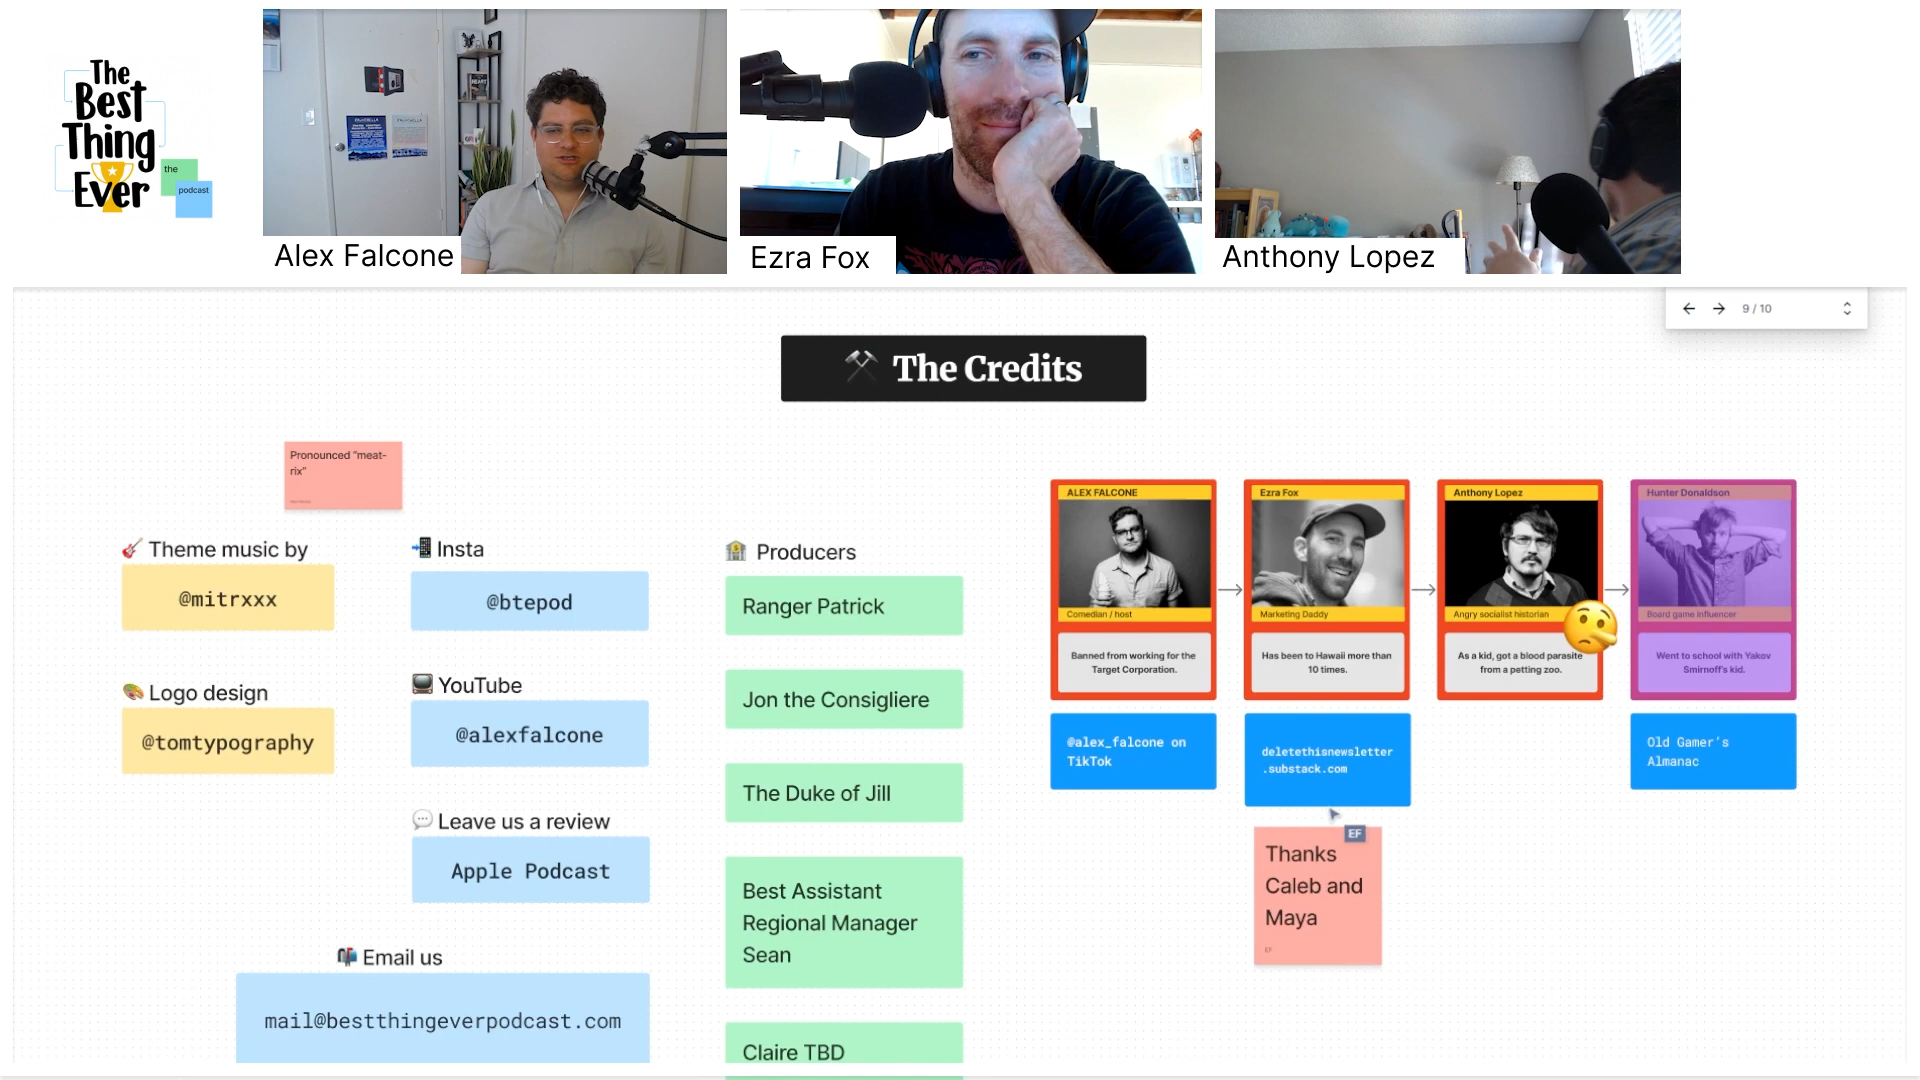 The
Best
Thing
Ever
the
podcast
Alex Falcone
Ezra Fox
Anthony Lopez
9 / 10
The Credits
Pronounced “meat-
rix”
Theme music by
@mitrxxx
Logo design
@tomtypography
Insta
@btepod
YouTube
@alexfalcone
Leave us a review
Apple Podcast
Email us
mail@bestthingeverpodcast.com
Producers
Ranger Patrick
Jon the Consigliere
The Duke of Jill
Best Assistant
Regional Manager
Sean
Claire TBD
ALEX FALCONE
Comedian / host
Banned from working for the
Target Corporation.
@alex_falcone on
TikTok
Ezra Fox
Marketing Daddy
Has been to Hawaii more than
10 times.
deletethisnewsletter
.substack.com
EF
Thanks
Caleb and
Maya
EF
Anthony Lopez
Angry socialist historian
As a kid, got a blood parasite
from a petting zoo.
Hunter Donaldson
Board game influencer
Went to school with Yakov
Smirnoff’s kid.
Old Gamer’s
Almanac